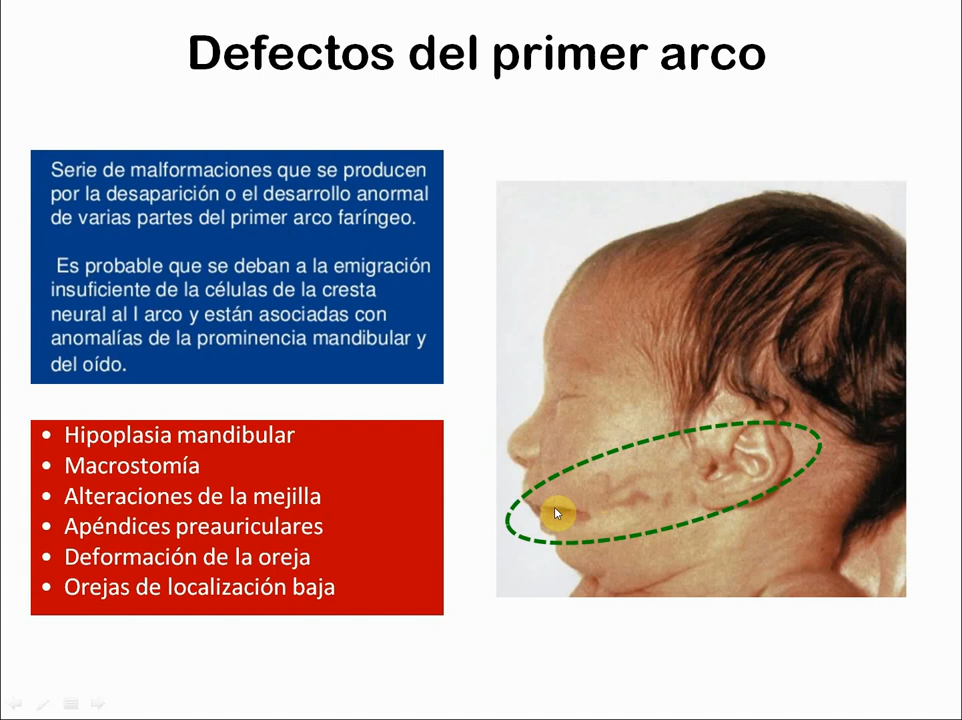 Defectos del primer arco
Serie de malformaciones que se producen
por la desaparición o el desarrollo anormal
de varias partes del primer arco faríngeo.
Es probable que se deban a la emigración
insuficiente de la células de la cresta
neural al I arco y están asociadas con
anomalías de la prominencia mandibular y
del oído.
• Hipoplasia mandibular
• Macrostomía
• Alteraciones de la mejilla
• Apéndices preauriculares
• Deformación de la oreja
• Orejas de localización baja